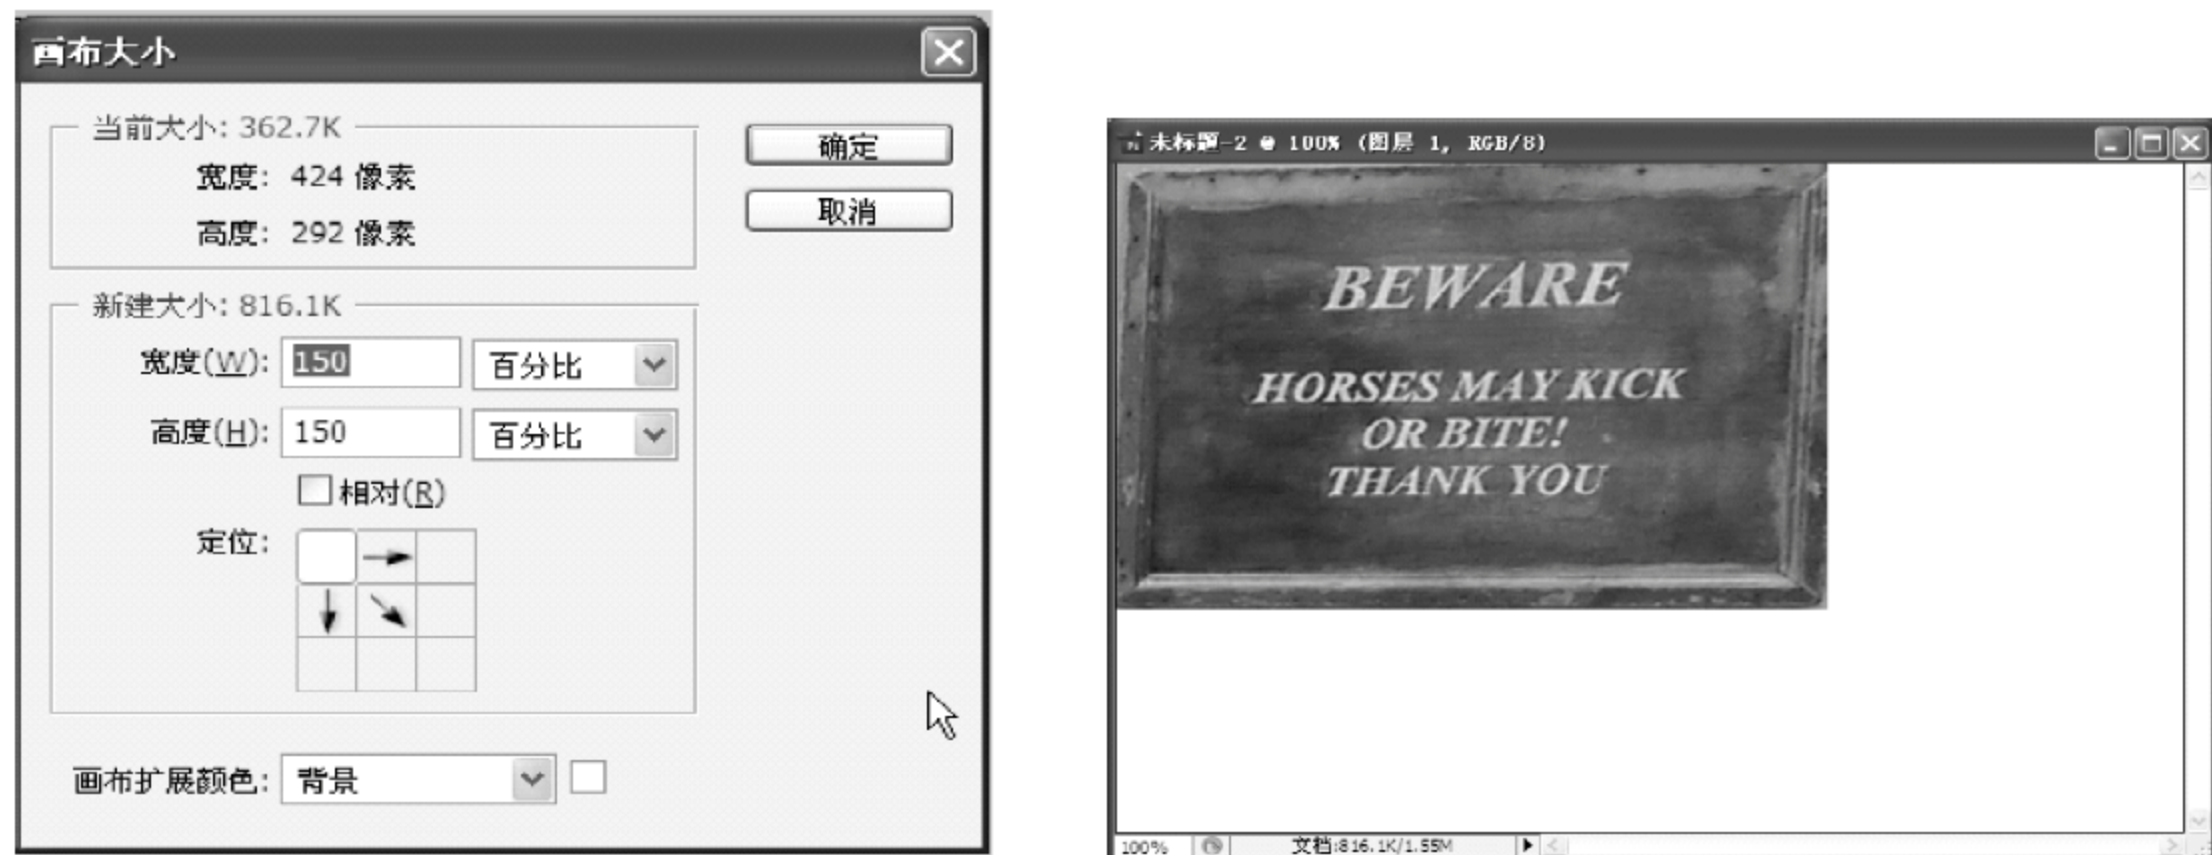 画布大小
当前大小: 362.7K
宽度: 424 像素
高度: 292 像素
确定
取消
新建大小: 816.1K
宽度(W): 150 百分比
高度(H): 150 百分比
相对(R)
定位:
画布扩展颜色: 背景
未标题-2 @ 100% (图层 1, RGB/8)
BEWARE
HORSES MAY KICK
OR BITE!
THANK YOU
100% 文档:816.1K/1.55M